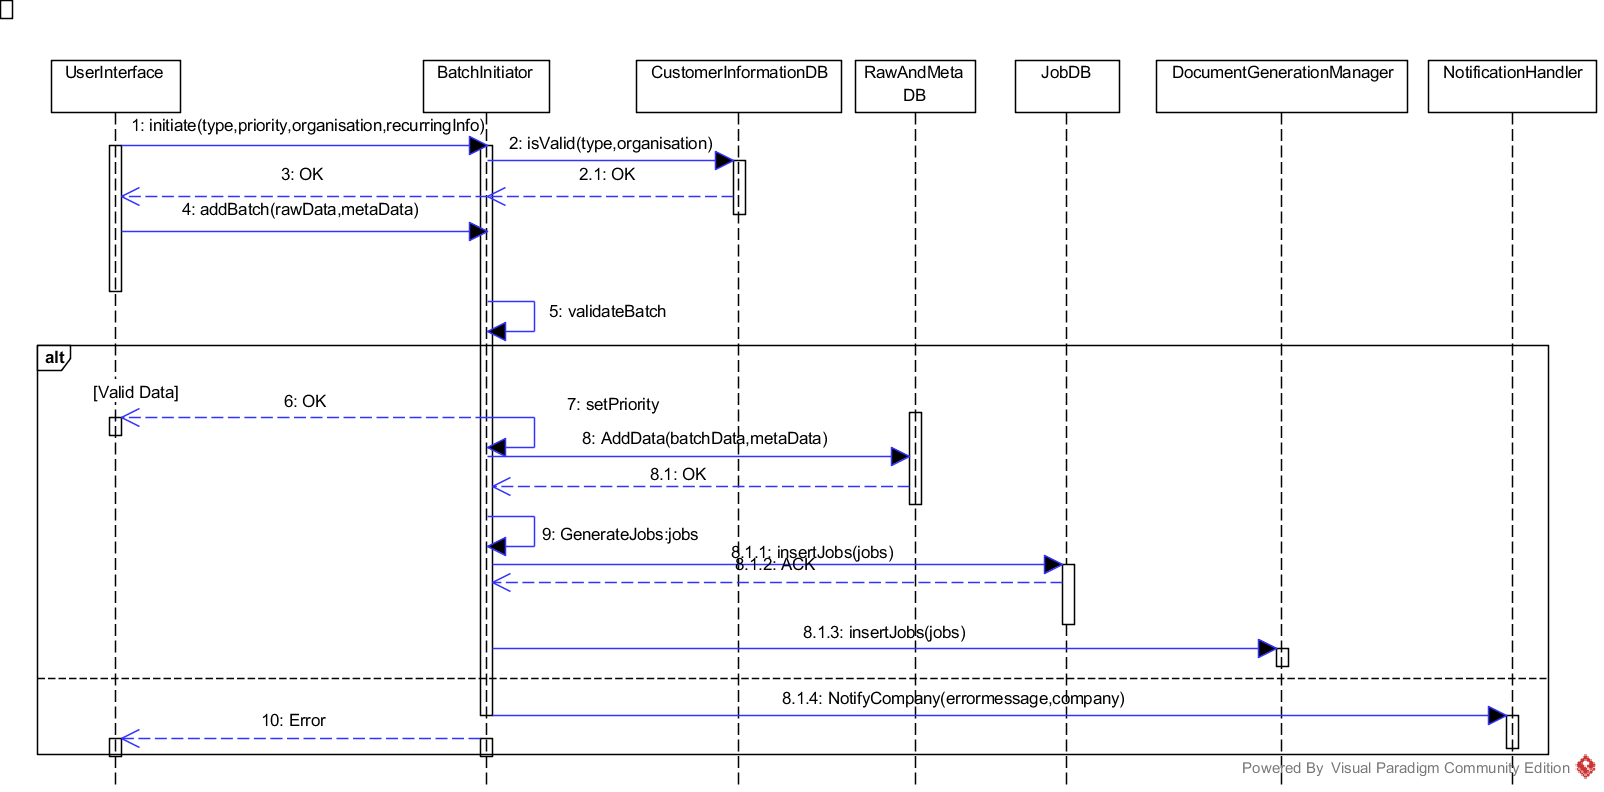 UserInterface
BatchInitiator
CustomerInformationDB
RawAndMeta
DB
JobDB
DocumentGenerationManager
NotificationHandler
1: initiate(type,priority,organisation,recurringInfo)
2: isValid(type,organisation)
3: OK
2.1: OK
4: addBatch(rawData,metaData)
5: validateBatch
alt
[Valid Data]
6: OK
7: setPriority
8: AddData(batchData,metaData)
8.1: OK
9: GenerateJobs:jobs
8.1.1: insertJobs(jobs)
8.1.2: ACK
8.1.3: insertJobs(jobs)
8.1.4: NotifyCompany(errormessage,company)
10: Error
Powered By Visual Paradigm Community Edition